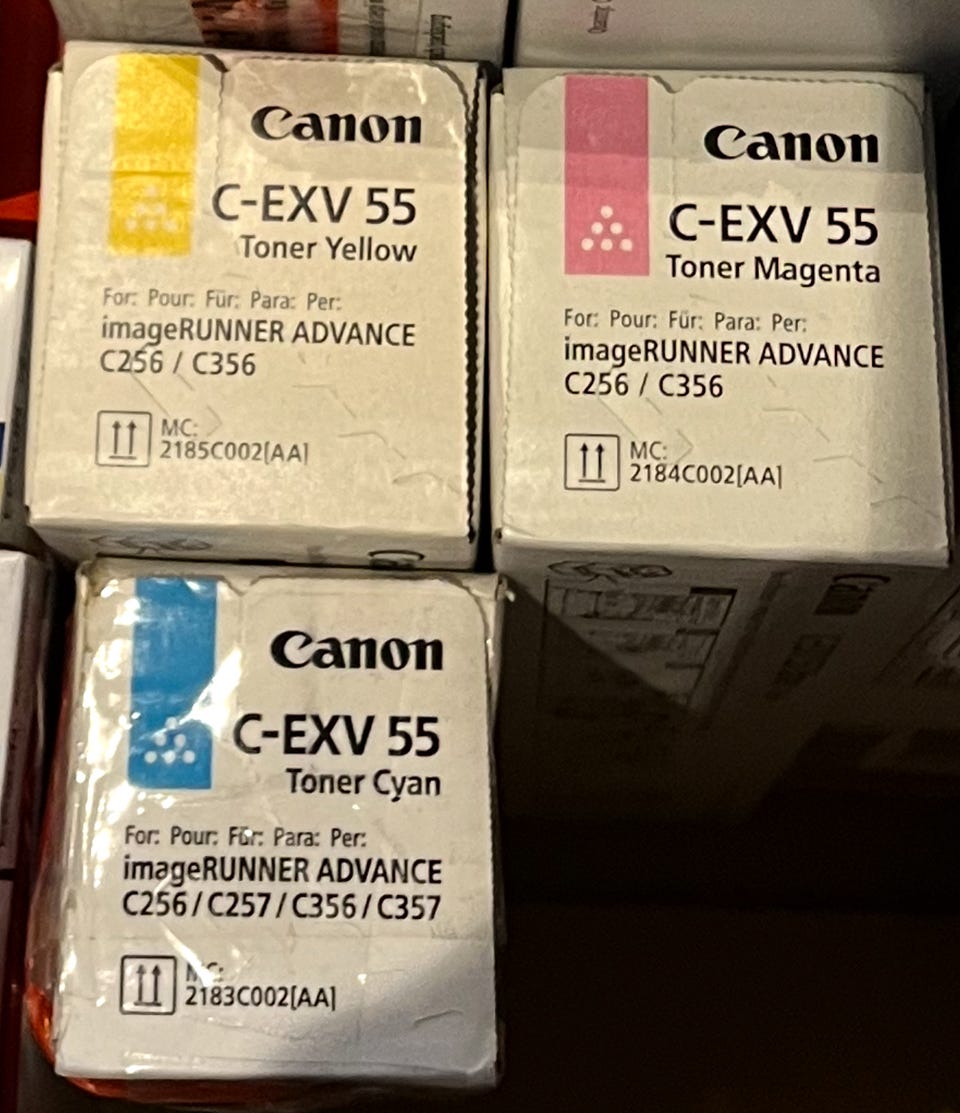 Canon
C-EXV 55
Toner Yellow
For: Pour: Für: Para: Per:
imageRUNNER ADVANCE
C256 / C356
MC:
2185C002[AA]
Canon
C-EXV 55
Toner Magenta
For: Pour: Für: Para: Per:
imageRUNNER ADVANCE
C256 / C356
MC:
2184C002[AA]
Canon
C-EXV 55
Toner Cyan
For: Pour: Für: Para: Per:
imageRUNNER ADVANCE
C256 / C257 / C356 / C357
MC:
2183C002[AA]